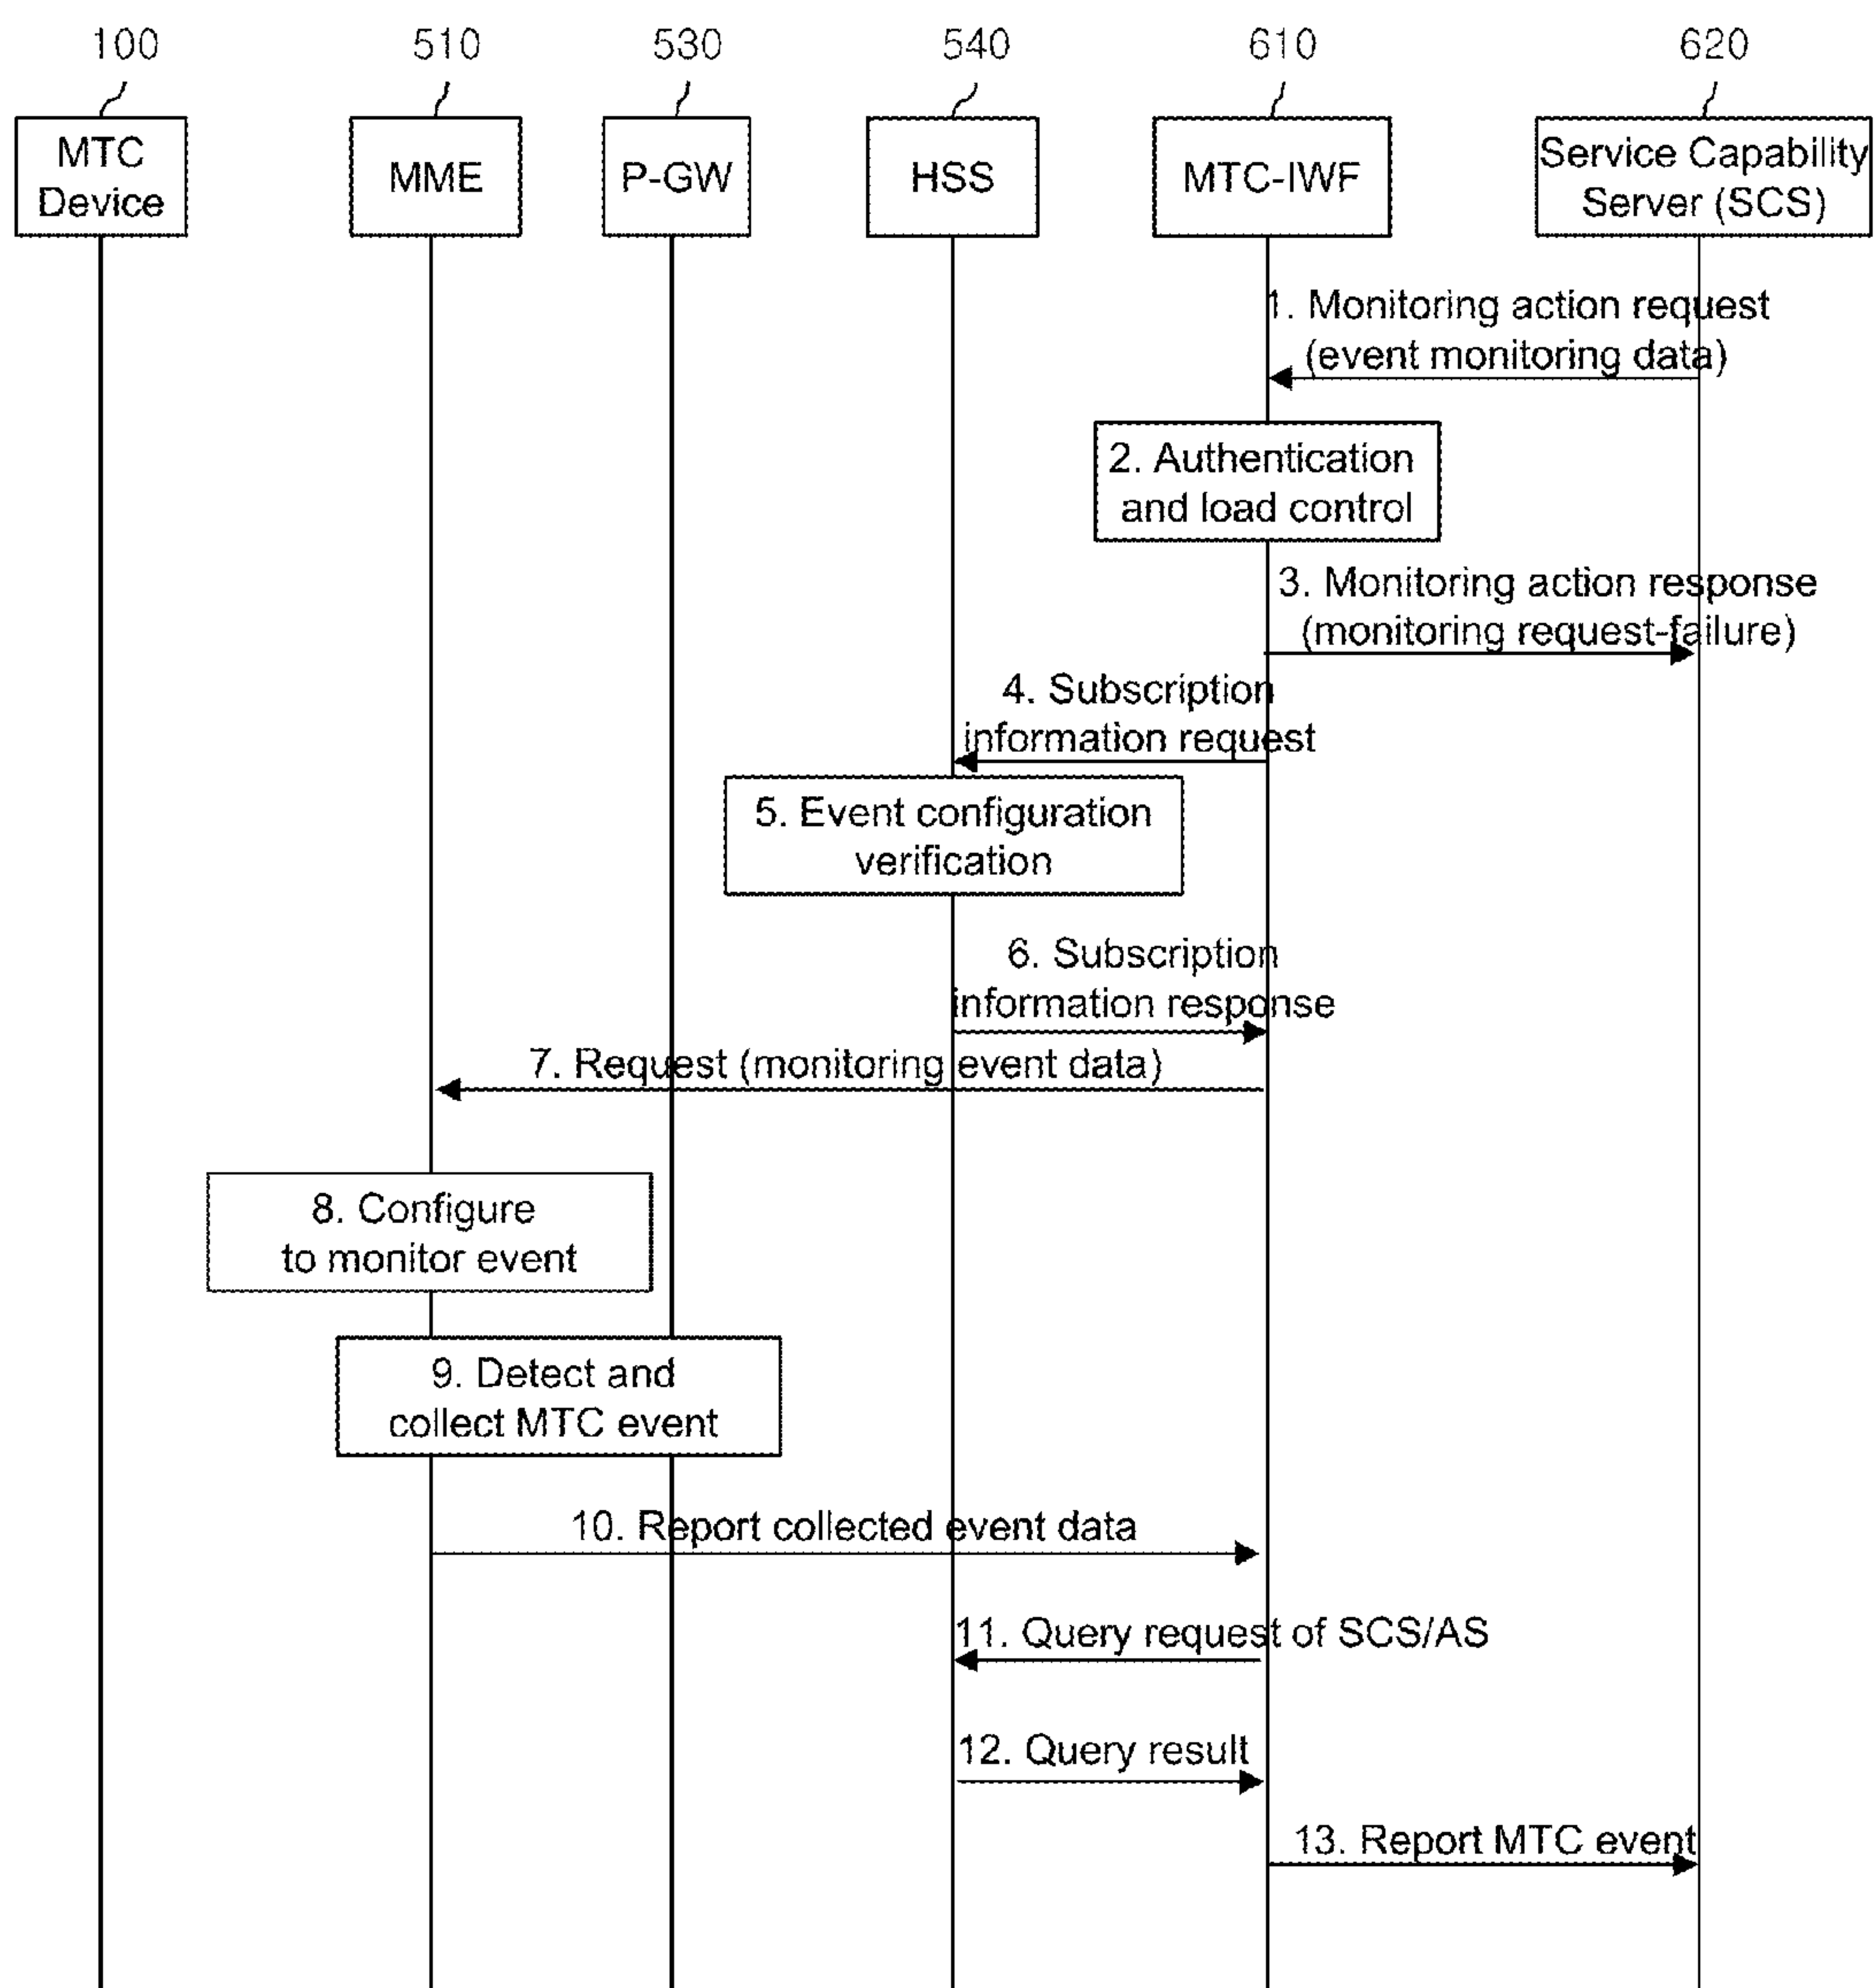 100
510
530
540
610
620
MTC
Device
MME
P-GW
HSS
MTC-IWF
Service Capability
Server (SCS)
1. Monitoring action request
(event monitoring data)
2. Authentication
and load control
3. Monitoring action response
(monitoring request-failure)
4. Subscription
information request
5. Event configuration
verification
6. Subscription
information response
7. Request (monitoring event data)
8. Configure
to monitor event
9. Detect and
collect MTC event
10. Report collected event data
11. Query request of SCS/AS
12. Query result
13. Report MTC event